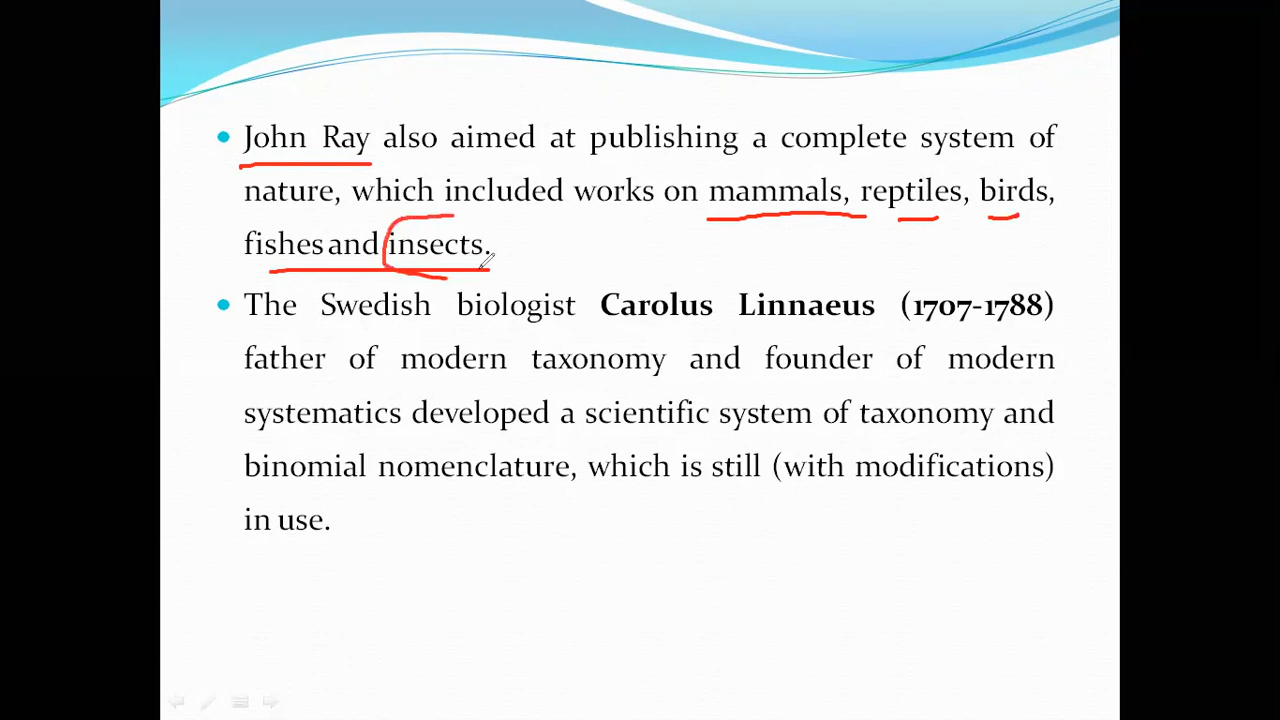 John Ray also aimed at publishing a complete system of
nature, which included works on mammals, reptiles, birds,
fishes and insects.
The Swedish biologist Carolus Linnaeus (1707-1788)
father of modern taxonomy and founder of modern
systematics developed a scientific system of taxonomy and
binomial nomenclature, which is still (with modifications)
in use.